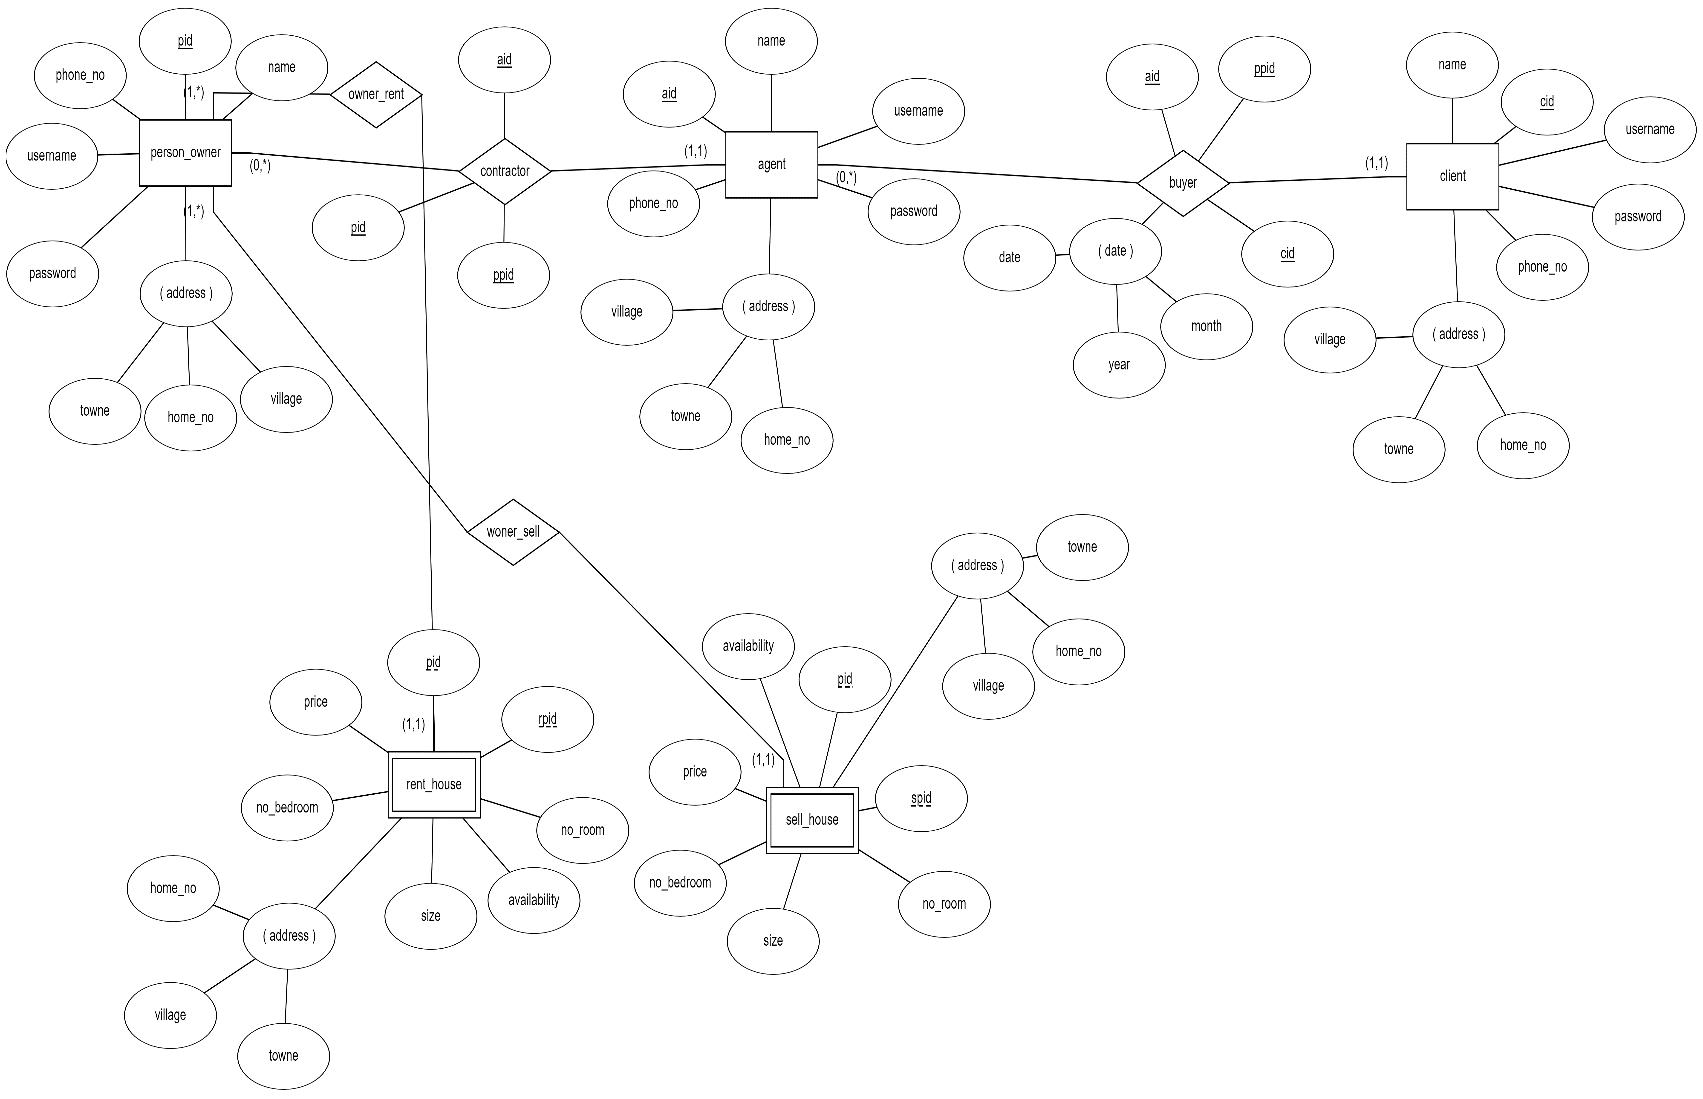 pid
name
phone_no
(1,*)
owner_rent
username
person_owner
(0,*)
(1,*)
password
( address )
towne
home_no
village
aid
contractor
pid
ppid
name
aid
username
(1,1)
agent
(0,*)
phone_no
password
village
( address )
towne
home_no
aid
ppid
buyer
date
( date )
cid
month
year
name
cid
username
(1,1)
client
password
phone_no
village
( address )
towne
home_no
woner_sell
pid
price
(1,1)
rpid
rent_house
no_bedroom
no_room
home_no
availability
size
( address )
village
towne
( address )
towne
availability
pid
home_no
village
(1,1)
price
spid
sell_house
no_bedroom
no_room
size